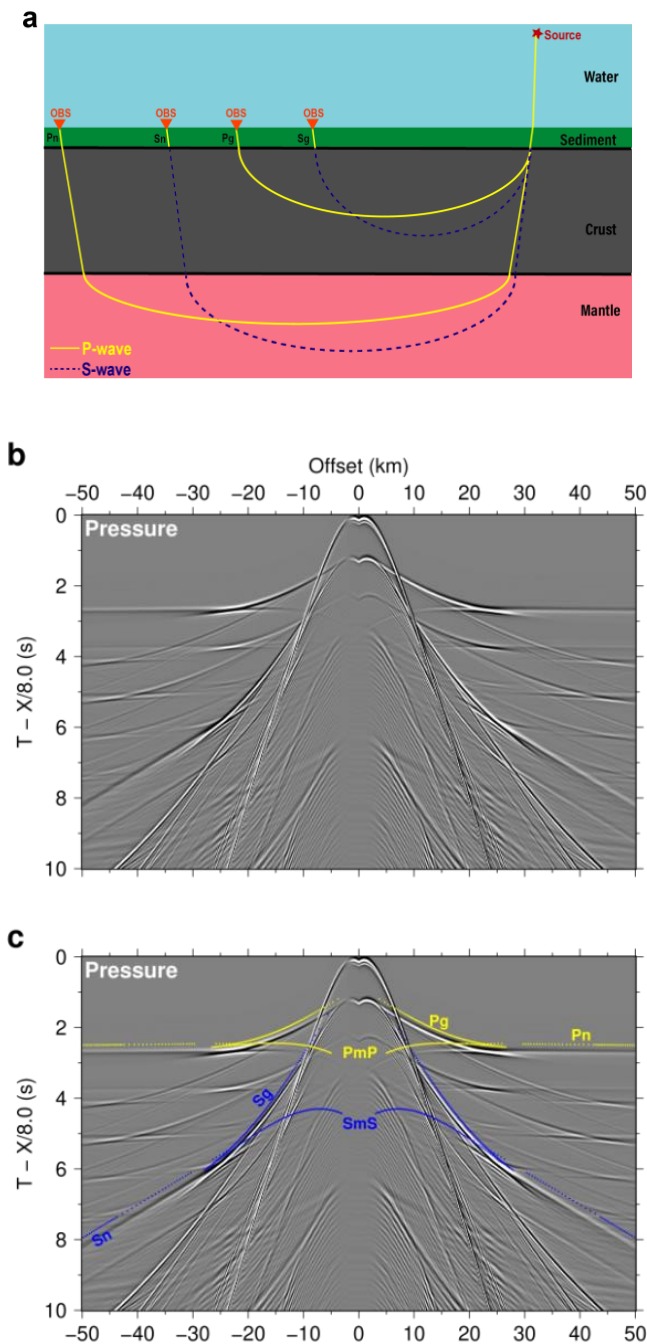 a
Source
Water
OBS OBS OBS OBS
Pn Sn Pg Sg
Sediment
Crust
Mantle
P-wave
S-wave
b
Offset (km)
−50 −40 −30 −20 −10 0 10 20 30 40 50
Pressure
0
2
4
6
8
10
T − X/8.0 (s)
c
Pressure
0
2
4
6
8
10
T − X/8.0 (s)
Pg
Pn
PmP
Sg
SmS
Sn
−50 −40 −30 −20 −10 0 10 20 30 40 50